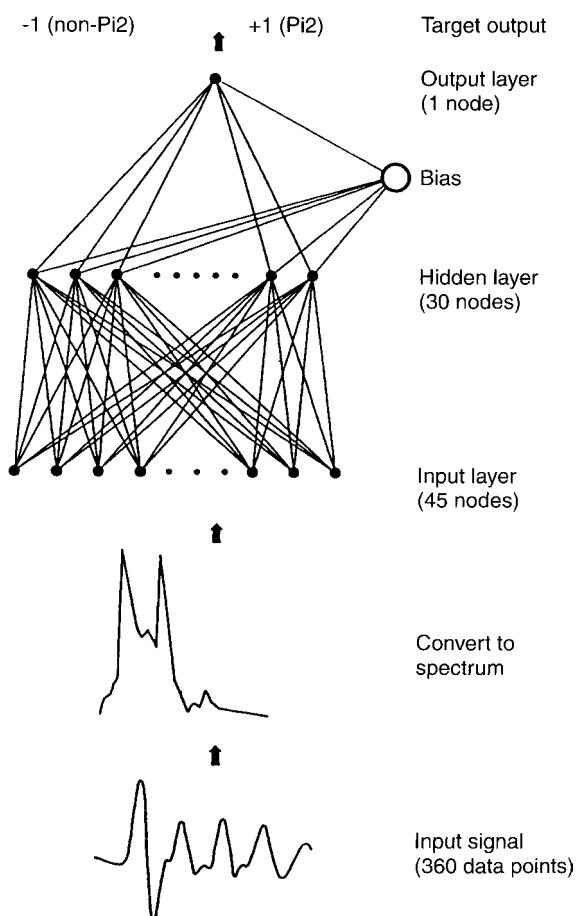 -1 (non-Pi2) +1 (Pi2) Target output
Output layer
(1 node)
Bias
Hidden layer
(30 nodes)
Input layer
(45 nodes)
Convert to
spectrum
Input signal
(360 data points)